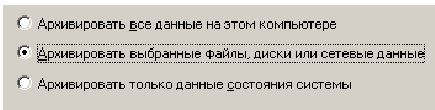 Архивировать все данные на этом компьютере
Архивировать выбранные файлы, диски или сетевые данные
Архивировать только данные состояния системы